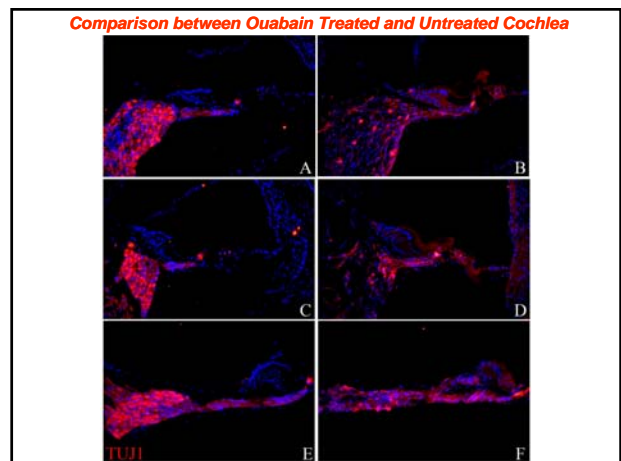 Comparison between Ouabain Treated and Untreated Cochlea
A
B
C
D
TUJ1
E
F